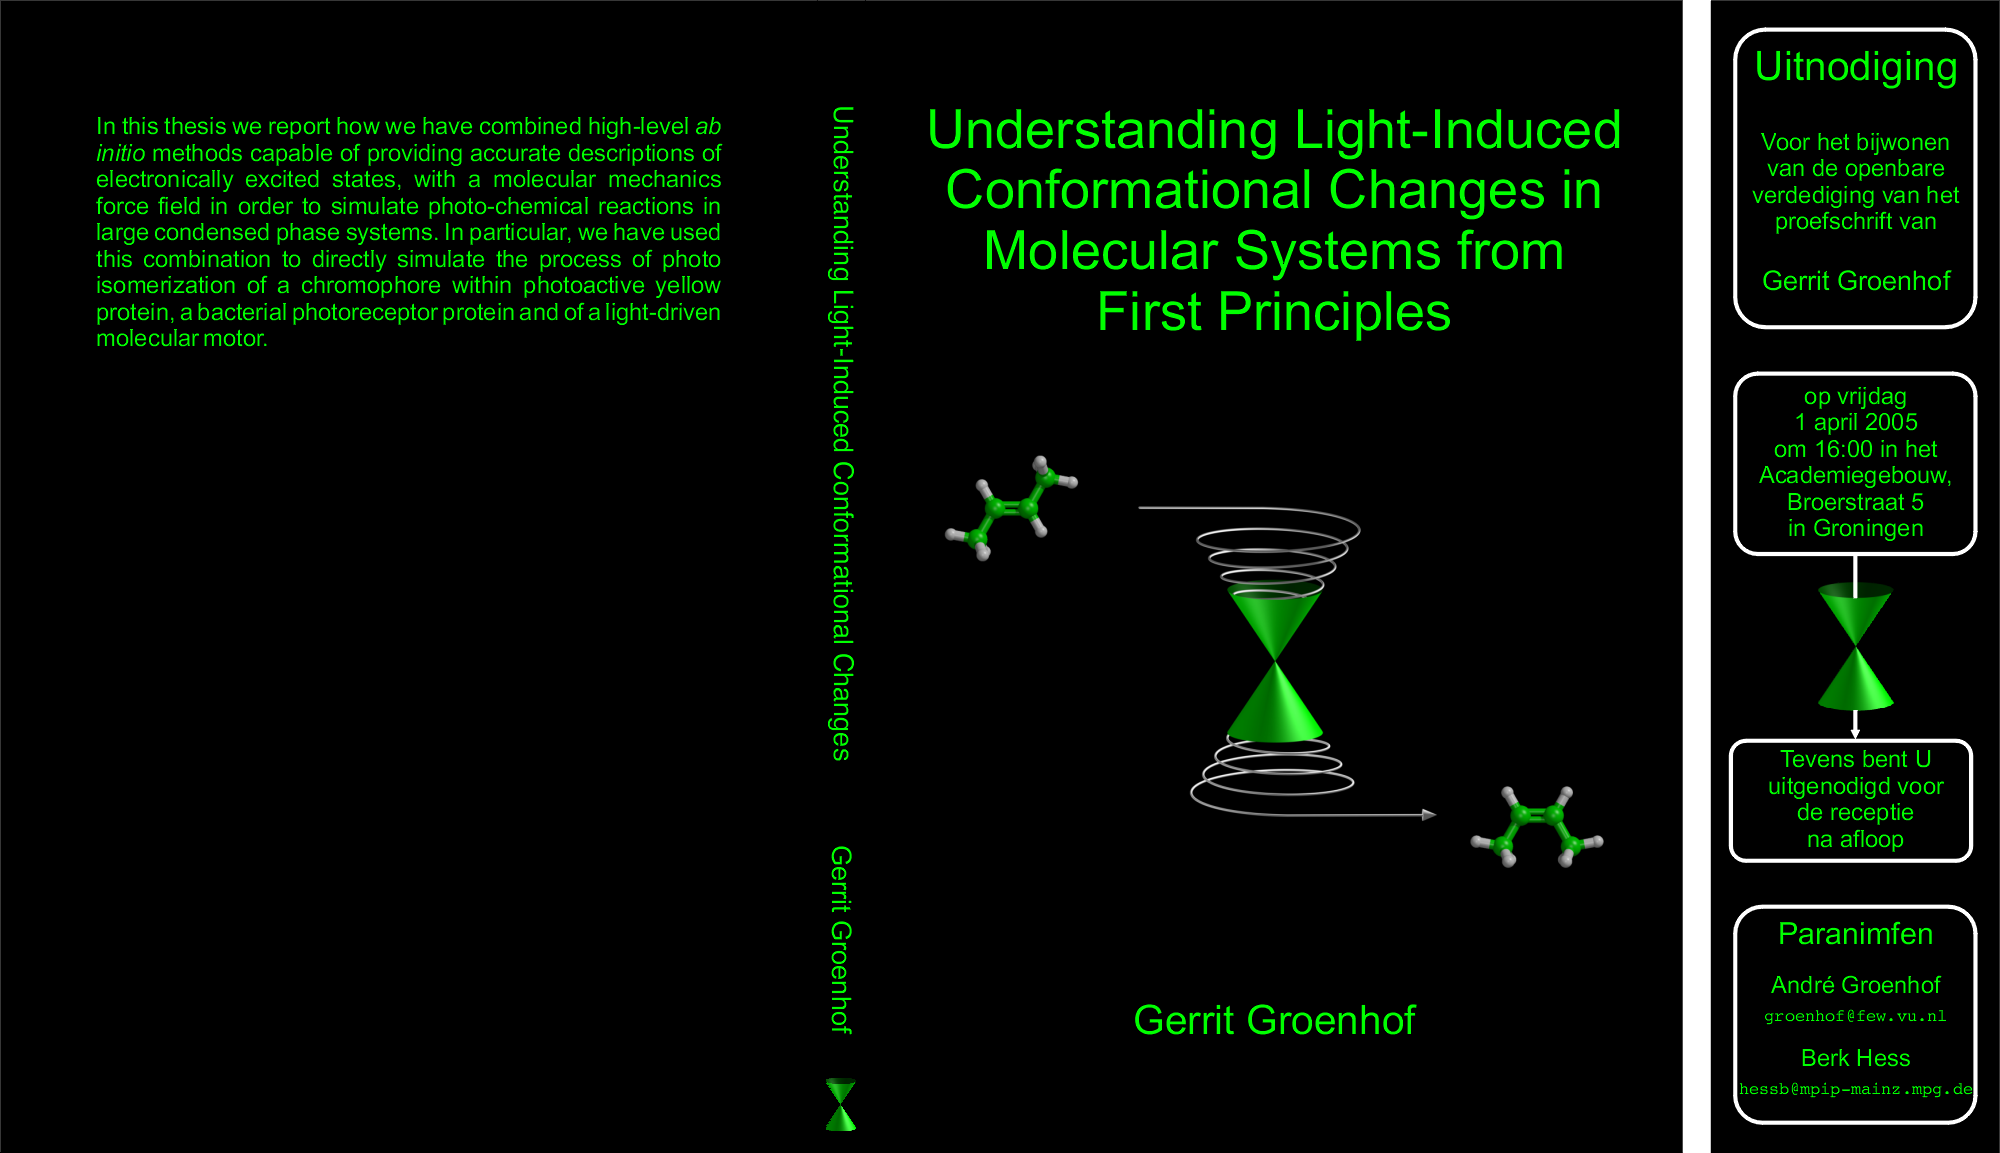 In this thesis we report how we have combined high-level ab
initio methods capable of providing accurate descriptions of
electronically excited states, with a molecular mechanics
force field in order to simulate photo-chemical reactions in
large condensed phase systems. In particular, we have used
this combination to directly simulate the process of photo
isomerization of a chromophore within photoactive yellow
protein, a bacterial photoreceptor protein and of a light-driven
molecular motor.
Understanding Light-Induced Conformational Changes
Gerrit Groenhof
Understanding Light-Induced
Conformational Changes in
Molecular Systems from
First Principles
Gerrit Groenhof
Uitnodiging
Voor het bijwonen
van de openbare
verdediging van het
proefschrift van
Gerrit Groenhof
op vrijdag
1 april 2005
om 16:00 in het
Academiegebouw,
Broerstraat 5
in Groningen
Tevens bent U
uitgenodigd voor
de receptie
na afloop
Paranimfen
André Groenhof
groenhof@few.vu.nl
Berk Hess
hessb@mpip-mainz.mpg.de